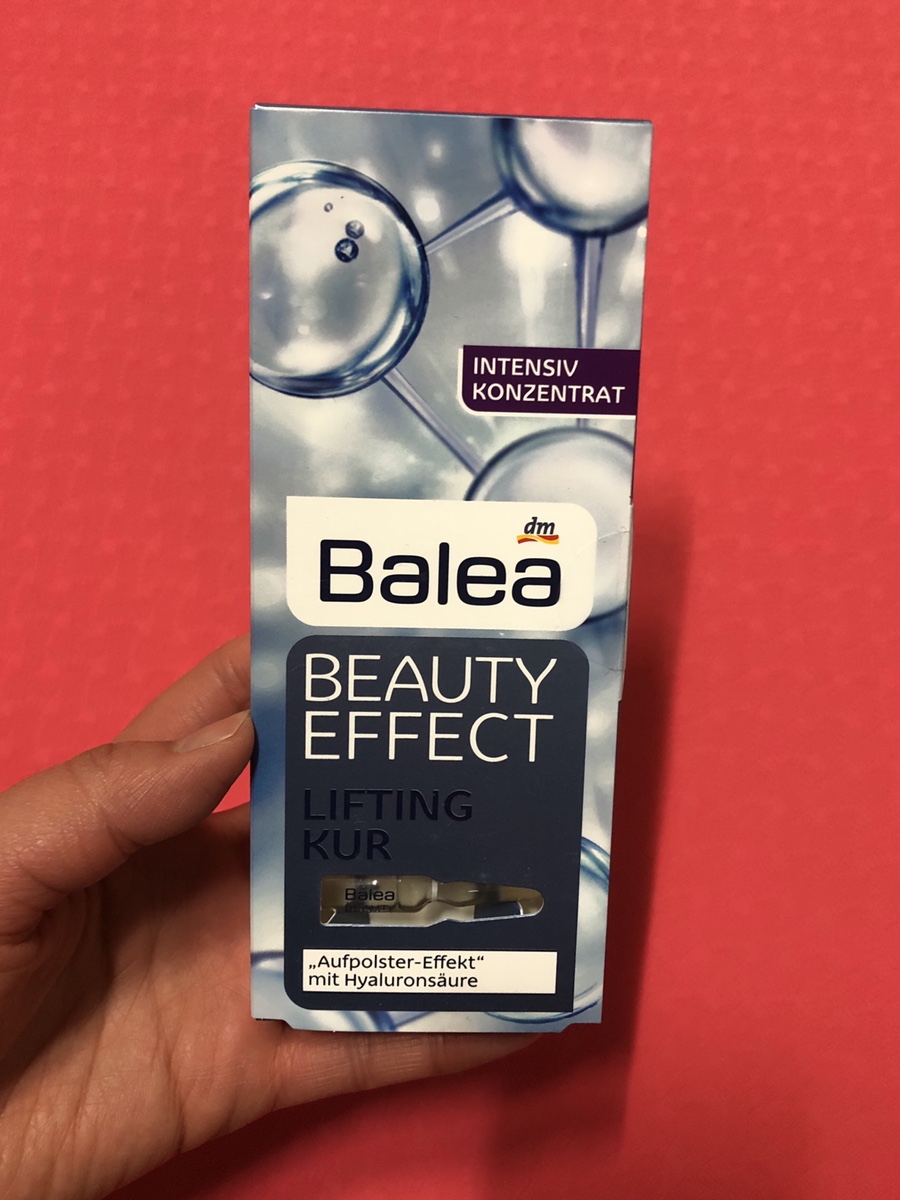 INTENSIV
KONZENTRAT
dm
Balea
BEAUTY
EFFECT
LIFTING
KUR
Balea
„Aufpolster-Effekt“
mit Hyaluronsäure